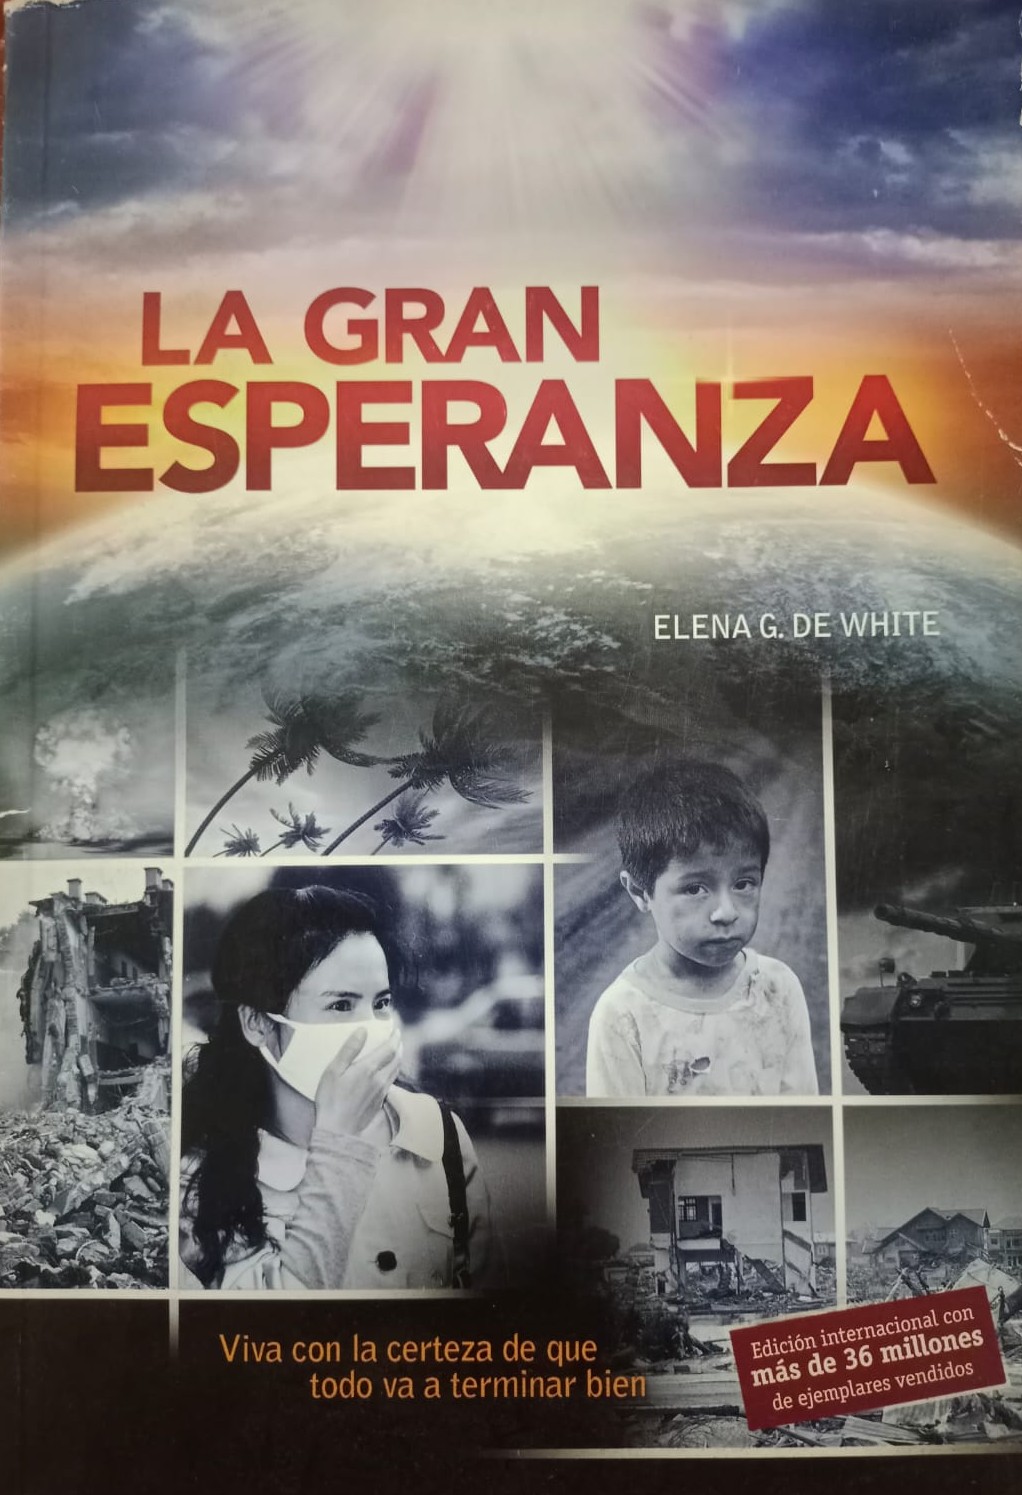 LA GRAN
ESPERANZA
ELENA G. DE WHITE
Viva con la certeza de que
todo va a terminar bien
Edición internacional con
más de 36 millones
de ejemplares vendidos